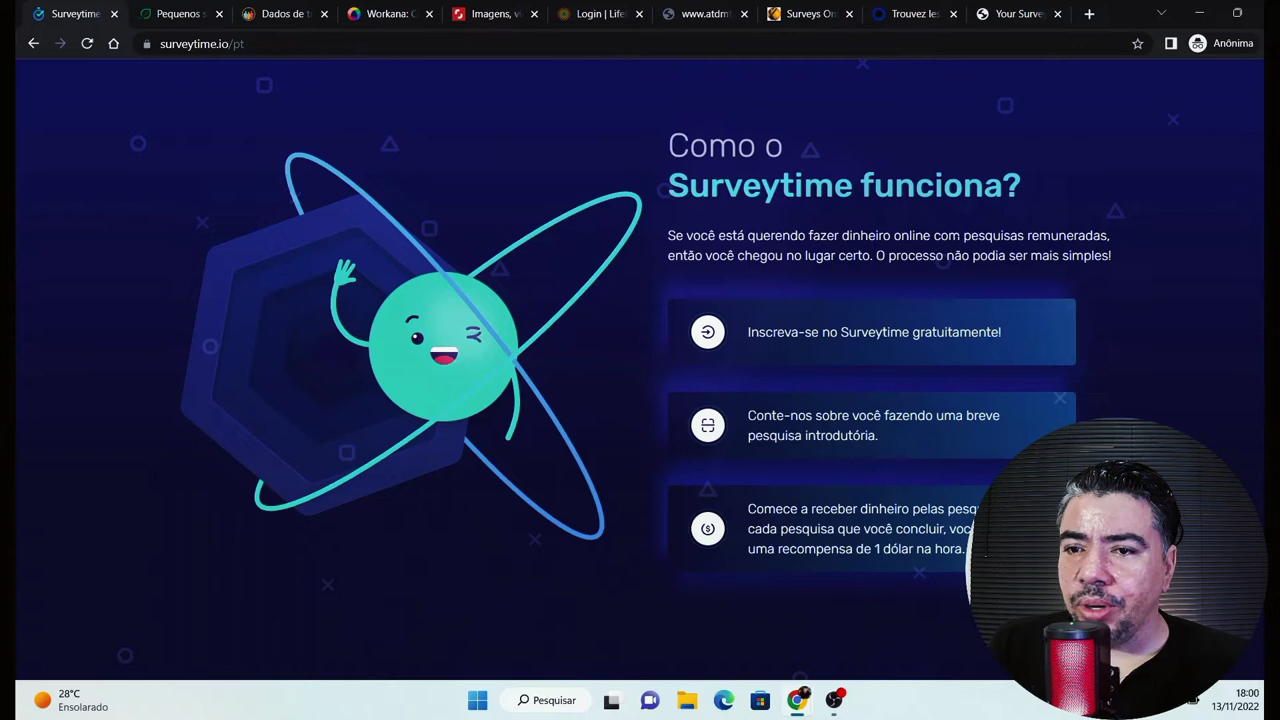 Surveytime
Pequenos s
Dados de t
Workana: C
Imagens, v
Login | Life
www.atdmt
Surveys On
Trouvez les
Your Survey
surveytime.io/pt
Anônima
Como o
Surveytime funciona?
Se você está querendo fazer dinheiro online com pesquisas remuneradas,
então você chegou no lugar certo. O processo não podia ser mais simples!
Inscreva-se no Surveytime gratuitamente!
Conte-nos sobre você fazendo uma breve
pesquisa introdutória.
Comece a receber dinheiro pelas pesq
cada pesquisa que você concluir, voc
uma recompensa de 1 dólar na hora.
28°C
Ensolarado
Pesquisar
18:00
13/11/2022